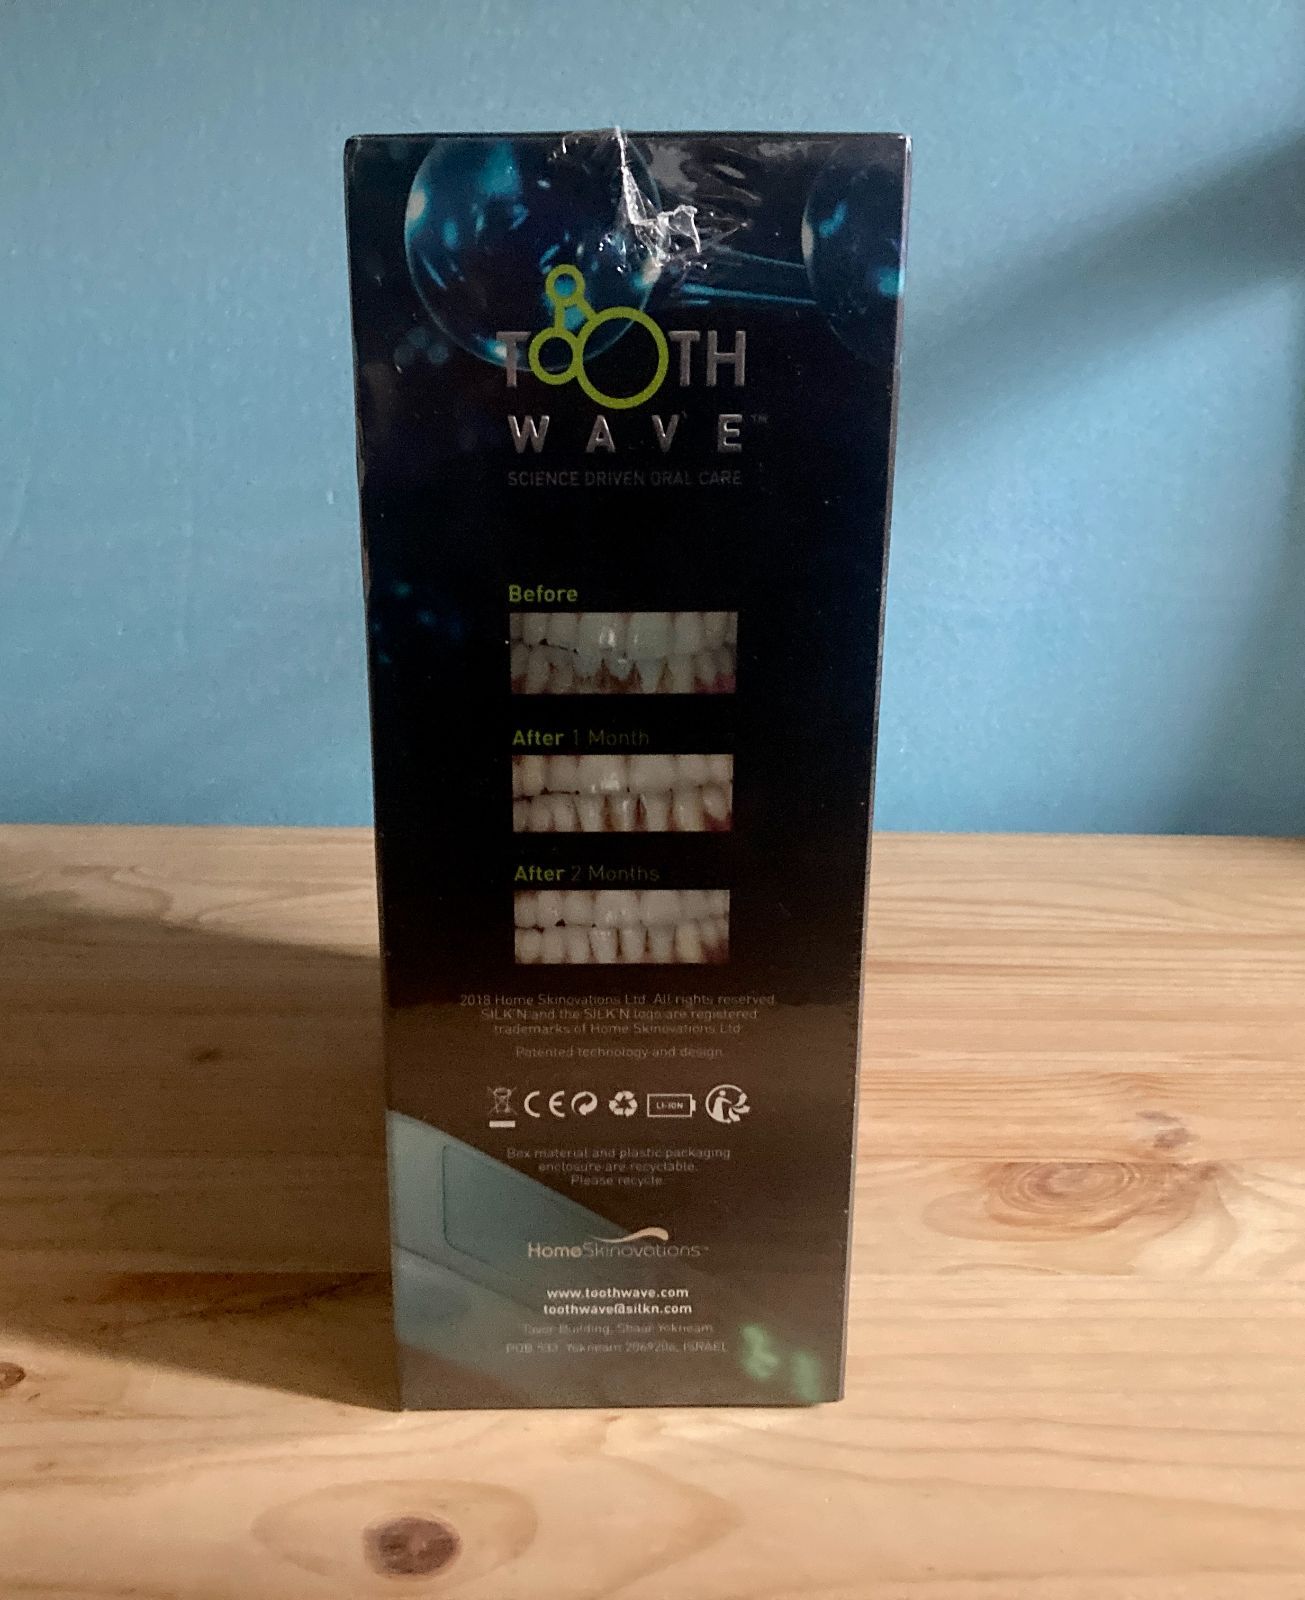 TOOTH
WAVE™
SCIENCE DRIVEN ORAL CARE
Before
After 1 Month
After 2 Months
2018 Home Skinovations Ltd. All rights reserved
SILK'N and the SILK'N logo are registered
trademarks of Home Skinovations Ltd
Patented technology and design
CE
LI-ION
Box material and plastic packaging
enclosure are recyclable.
Please recycle.
HomeSkinovations™
www.toothwave.com
toothwave@silkn.com
Tavor Building, Shaar Yokneam
POB 533, Yokneam 2069206, ISRAEL